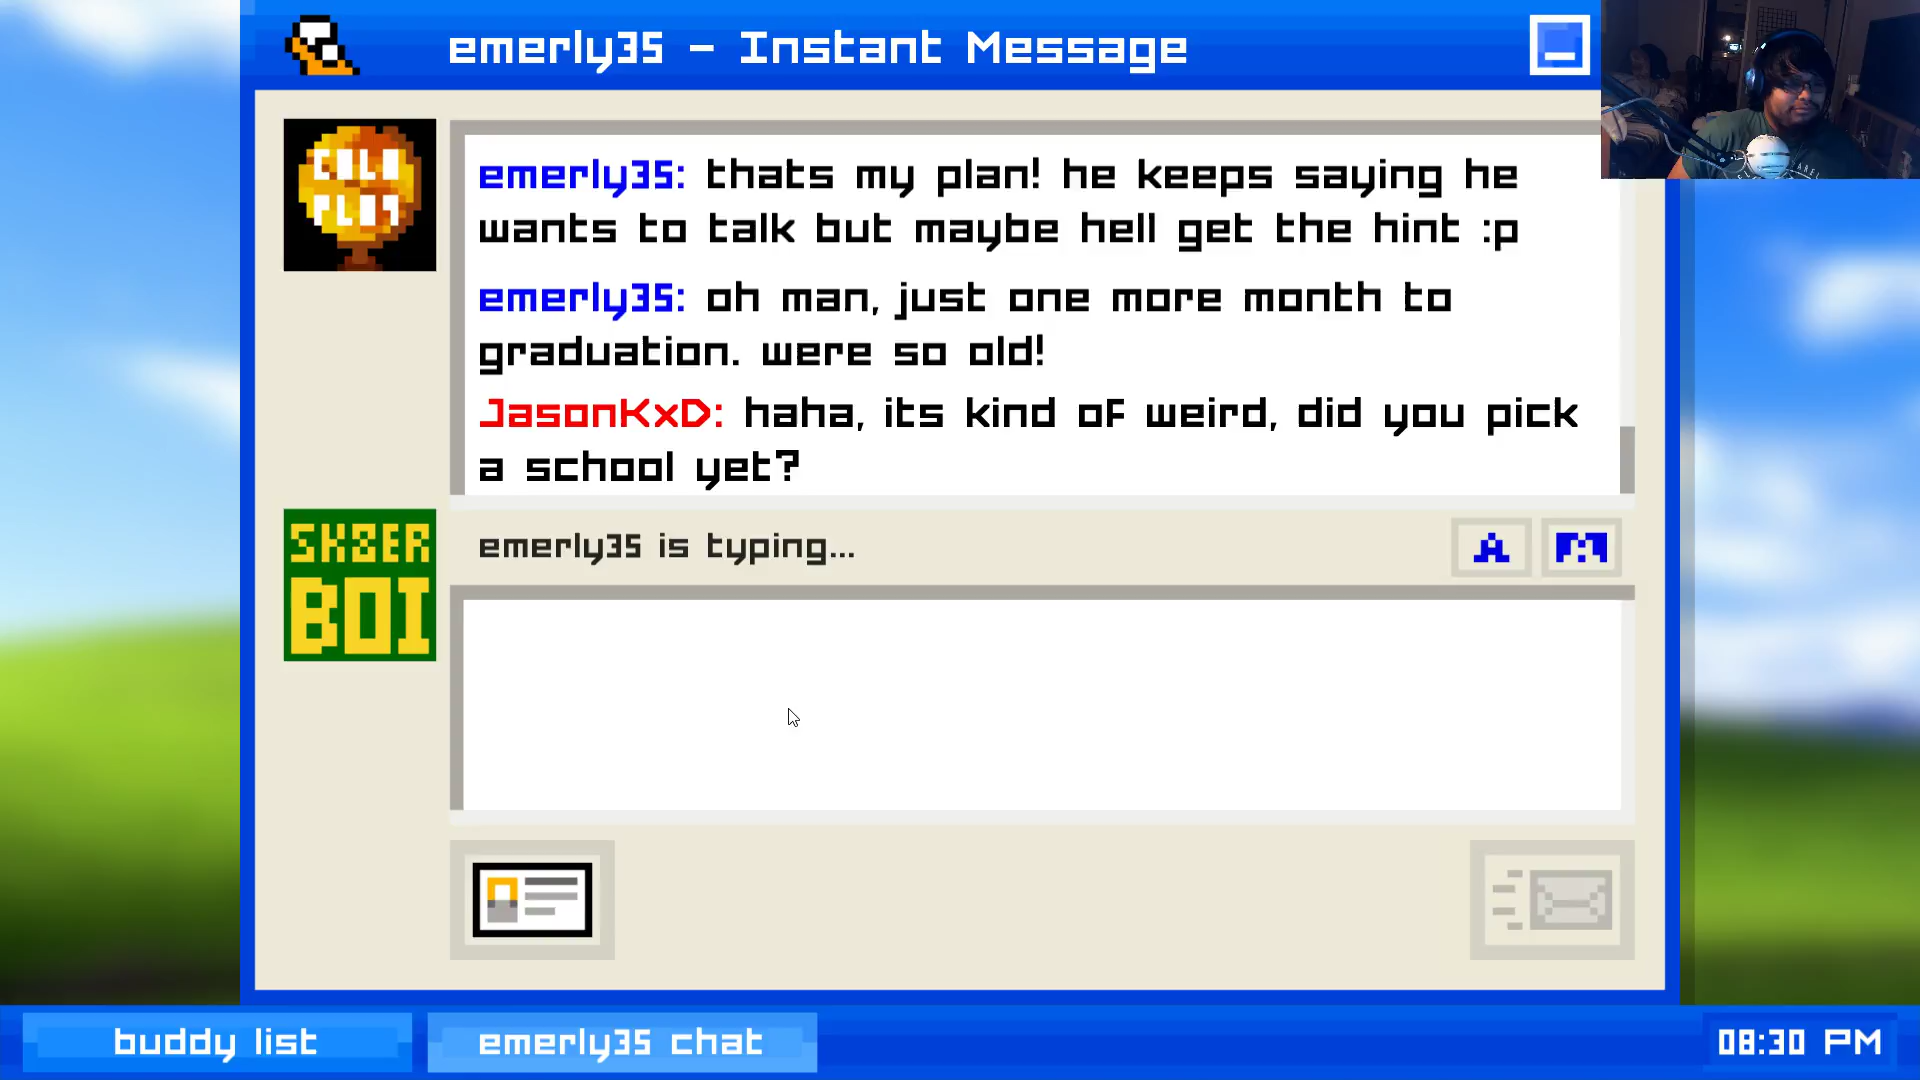 emerly35 - Instant Message
COLD
PLAY
emerly35: thats my plan! he keeps saying he
wants to talk but maybe hell get the hint :p
emerly35: oh man, just one more month to
graduation. were so old!
JasonKxD: haha, its kind of weird, did you pick
a school yet?
SK8ER
BOI
emerly35 is typing...
A
buddy list
emerly35 chat
08:30 PM